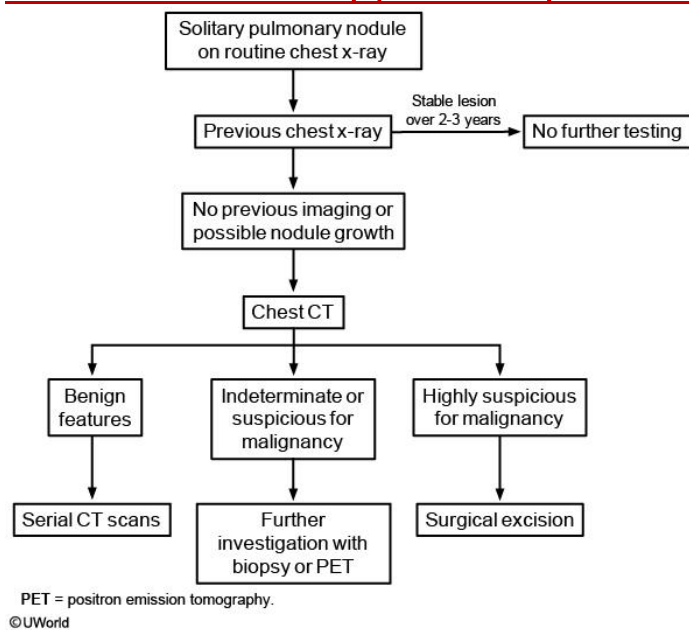 Solitary pulmonary nodule
on routine chest x-ray
Previous chest x-ray
Stable lesion
over 2-3 years
No further testing
No previous imaging or
possible nodule growth
Chest CT
Benign
features
Indeterminate or
suspicious for
malignancy
Highly suspicious
for malignancy
Serial CT scans
Further
investigation with
biopsy or PET
Surgical excision
PET = positron emission tomography.
©UWorld